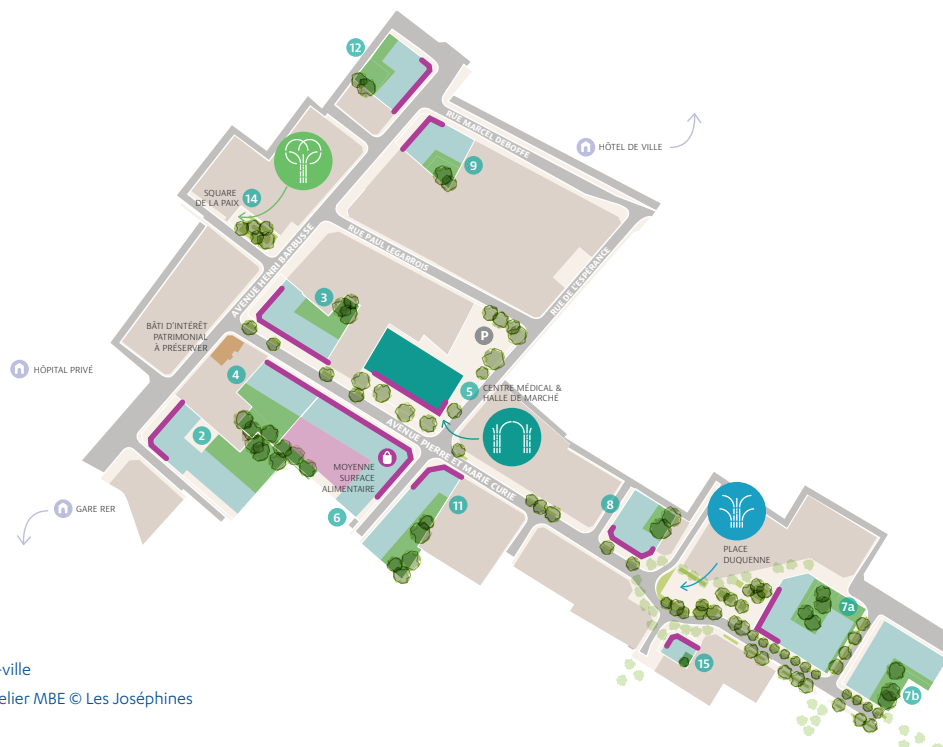 12
RUE MARCEL DEBOFFE
HÔTEL DE VILLE
9
SQUARE
DE LA PAIX
14
RUE PAUL LEGARROIS
AVENUE HENRI BARBUSSE
RUE DE L'ESPÉRANCE
3
P
BÂTI D'INTÉRÊT
PATRIMONIAL
À PRÉSERVER
HÔPITAL PRIVÉ
4
5
CENTRE MÉDICAL &
HALLE DE MARCHÉ
AVENUE PIERRE ET MARIE CURIE
2
MOYENNE
SURFACE
ALIMENTAIRE
6
11
GARE RER
8
PLACE
DUQUENNE
7a
15
7b
-ville
elier MBE © Les Joséphines